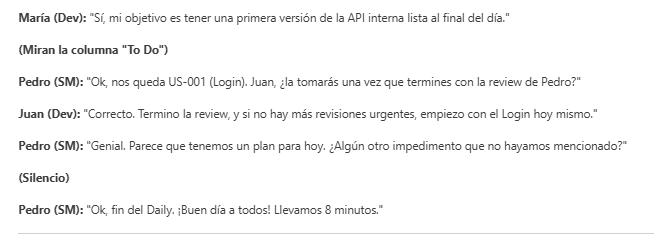 María (Dev): "Sí, mi objetivo es tener una primera versión de la API interna lista al final del día."
(Miran la columna "To Do")
Pedro (SM): "Ok, nos queda US-001 (Login). Juan, ¿la tomarás una vez que termines con la review de Pedro?"
Juan (Dev): "Correcto. Termino la review, y si no hay más revisiones urgentes, empiezo con el Login hoy mismo."
Pedro (SM): "Genial. Parece que tenemos un plan para hoy. ¿Algún otro impedimento que no hayamos mencionado?"
(Silencio)
Pedro (SM): "Ok, fin del Daily. ¡Buen día a todos! Llevamos 8 minutos."